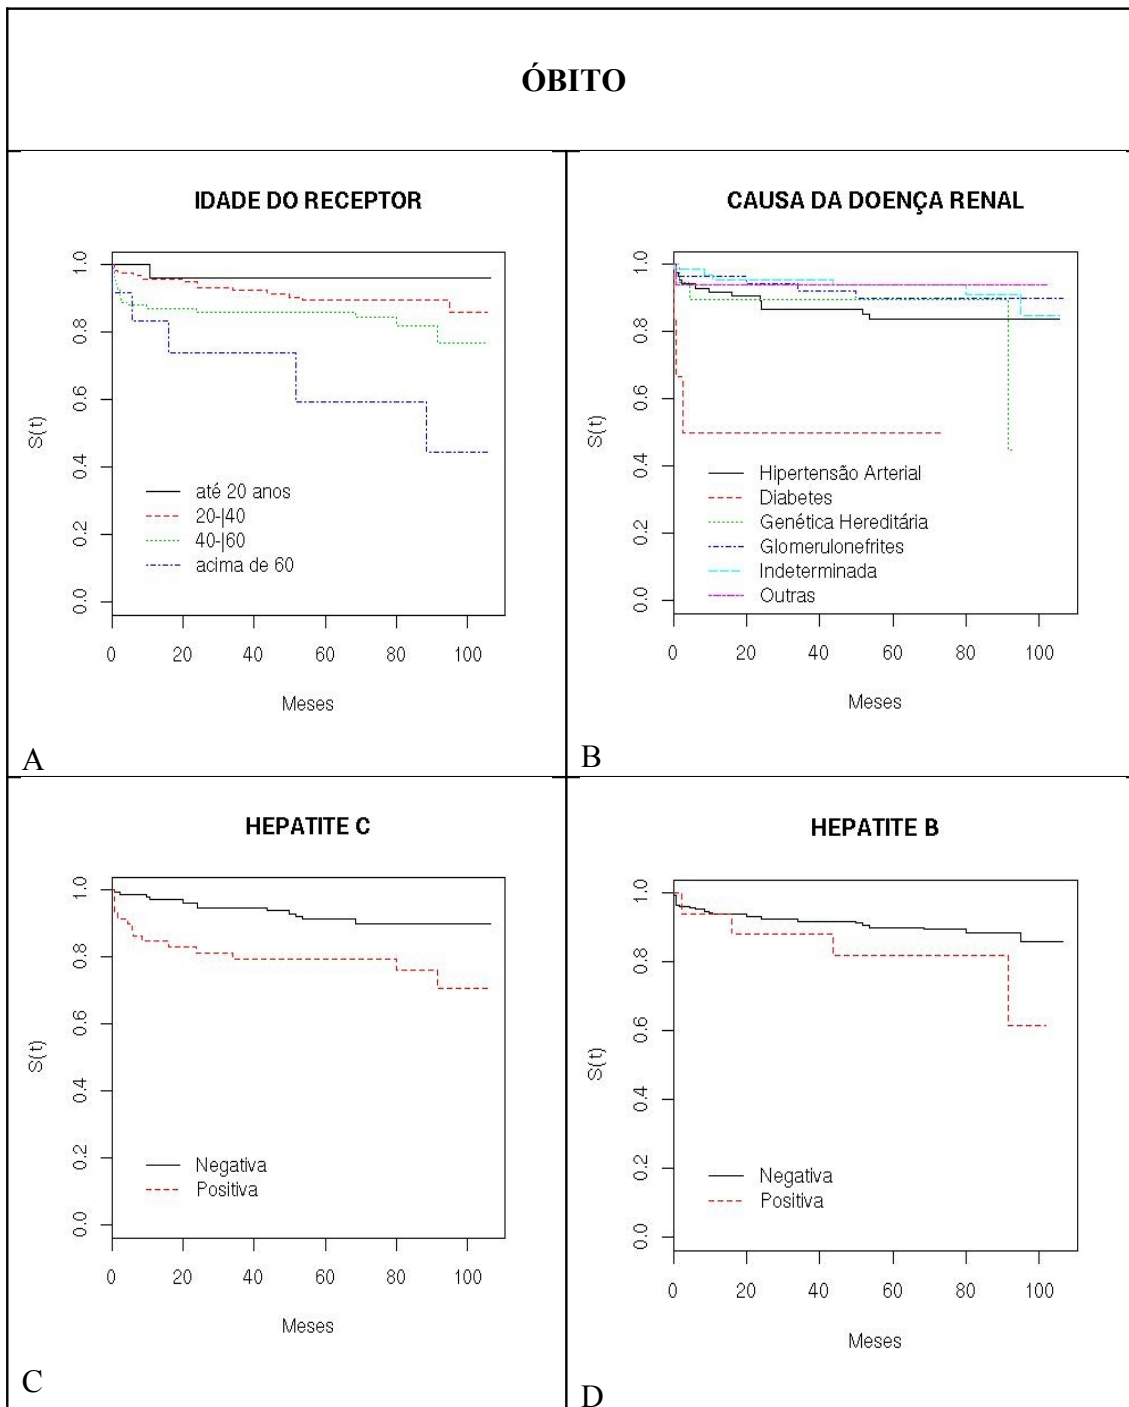 ÓBITO
IDADE DO RECEPTOR
S(t)
1.0
0.8
0.6
0.4
0.2
0.0
até 20 anos
20-|40
40-|60
acima de 60
0 20 40 60 80 100
Meses
A
CAUSA DA DOENÇA RENAL
S(t)
1.0
0.8
0.6
0.4
0.2
0.0
Hipertensão Arterial
Diabetes
Genética Hereditária
Glomerulonefrites
Indeterminada
Outras
0 20 40 60 80 100
Meses
B
HEPATITE C
S(t)
1.0
0.8
0.6
0.4
0.2
0.0
Negativa
Positiva
0 20 40 60 80 100
Meses
C
HEPATITE B
S(t)
1.0
0.8
0.6
0.4
0.2
0.0
Negativa
Positiva
0 20 40 60 80 100
Meses
D